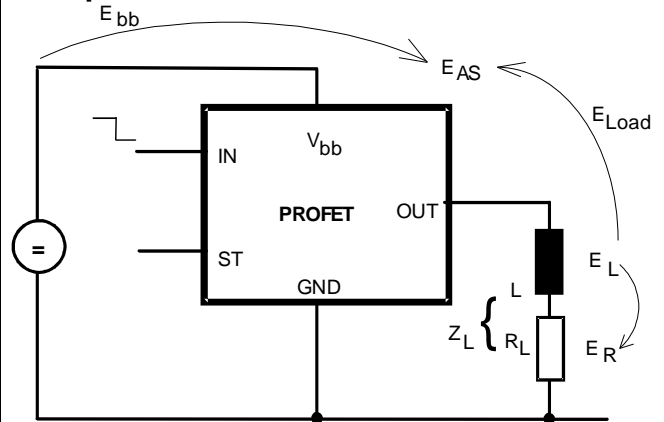 E bb
E AS
E Load
V bb
IN
PROFET
OUT
=
ST
GND
E L
L
Z L { R L
E R